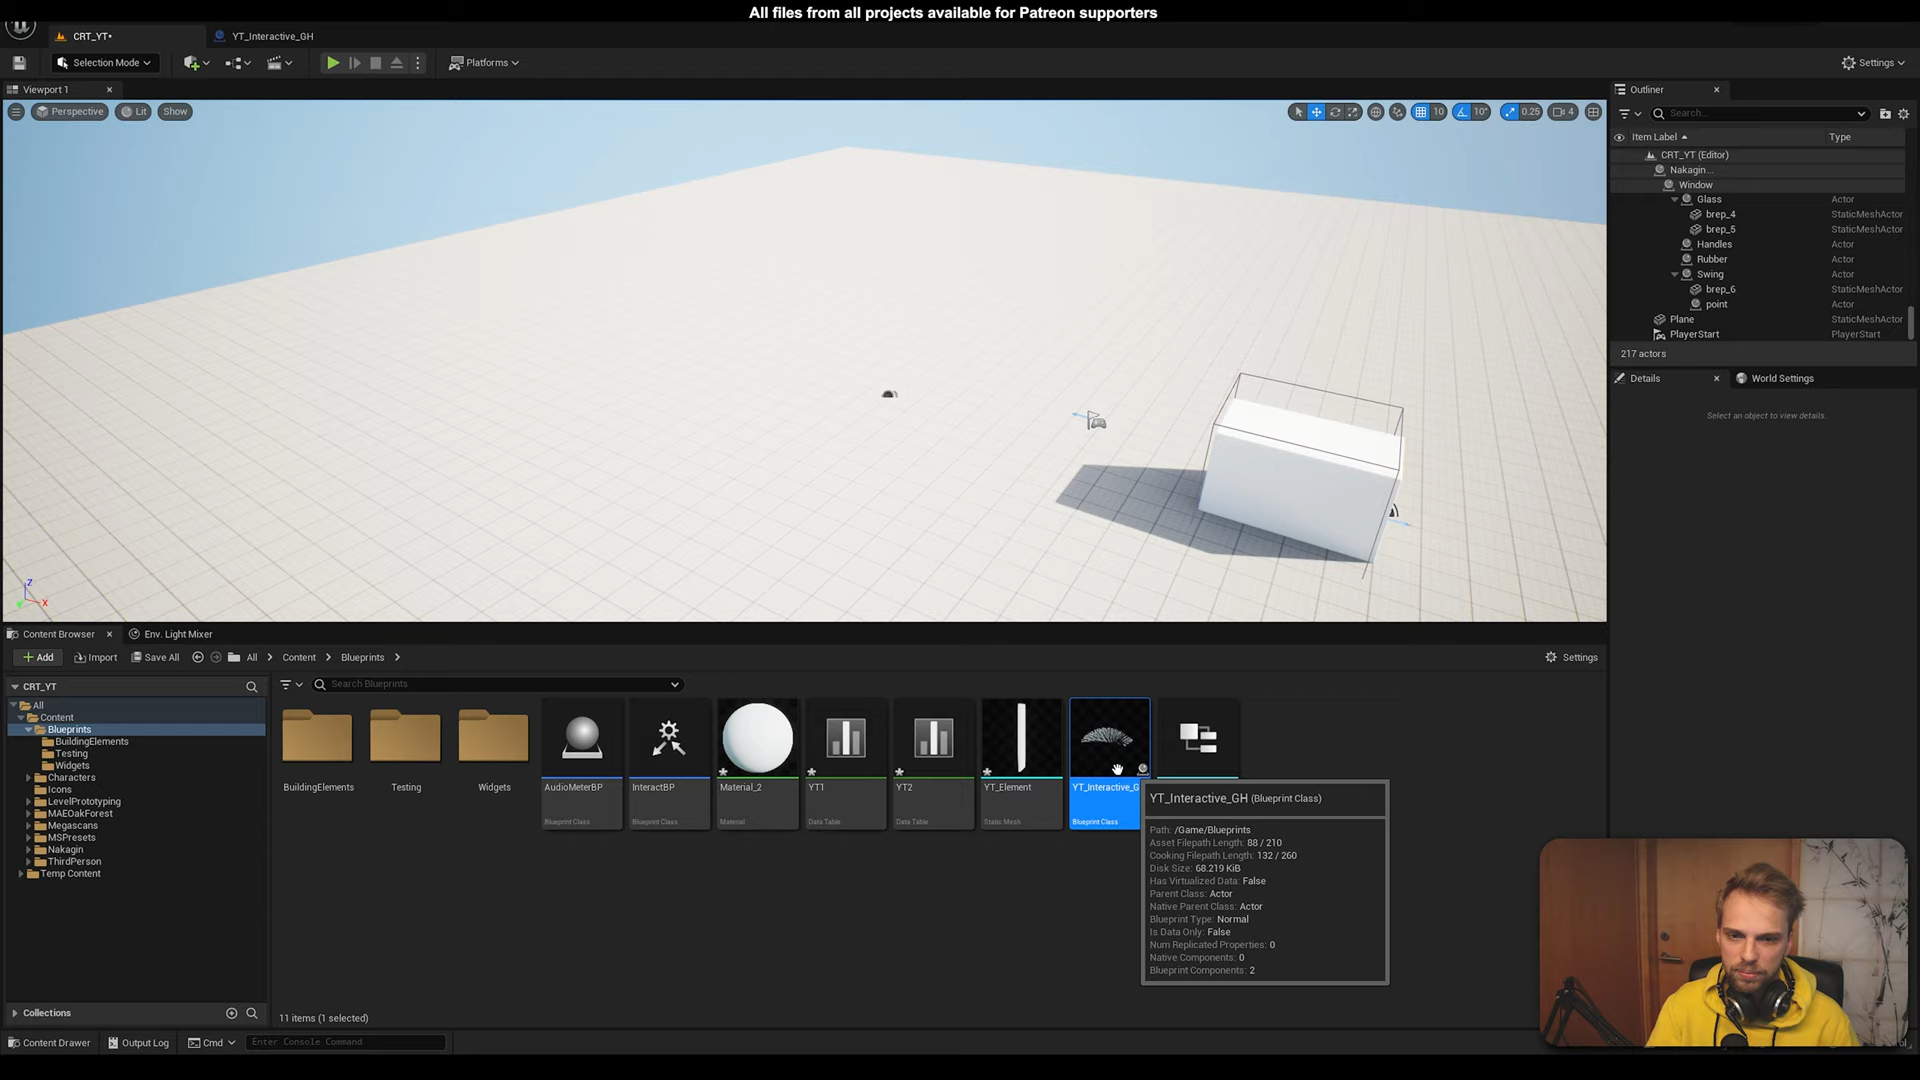 All files from all projects available for Patreon supporters
CRT_YT•
YT_Interactive_GH
Selection Mode
Platforms
Settings
Viewport 1
Perspective
Lit
Show
10
10°
0.25
4
Outliner
Search...
Item Label
Type
CRT_YT (Editor)
Nakagin ...
Window
Glass
Actor
brep_4
StaticMeshActor
brep_5
StaticMeshActor
Handles
Actor
Rubber
Actor
Swing
Actor
brep_6
StaticMeshActor
point
Actor
Plane
StaticMeshActor
PlayerStart
PlayerStart
217 actors
Details
World Settings
Select an object to view details.
Z
X
Content Browser
Env. Light Mixer
Add
Import
Save All
All
Content
Blueprints
Settings
CRT_YT
Search Blueprints
All
Content
Blueprints
BuildingElements
Testing
Widgets
Characters
Icons
LevelPrototyping
MAEOakForest
Megascans
MSPresets
Nakagin
ThirdPerson
Temp Content
BuildingElements
Testing
Widgets
AudioMeterBP
Blueprint Class
InteractBP
Blueprint Class
Material_2
Material
YT1
Data Table
YT2
Data Table
YT_Element
Static Mesh
YT_Interactive_G
Blueprint Class
YT_Interactive_GH (Blueprint Class)
Path: /Game/Blueprints
Asset Filepath Length: 88 / 210
Cooking Filepath Length: 132 / 260
Disk Size: 68.219 KiB
Has Virtualized Data: False
Parent Class: Actor
Native Parent Class: Actor
Blueprint Type: Normal
Is Data Only: False
Num Replicated Properties: 0
Native Components: 0
Blueprint Components: 2
Collections
11 items (1 selected)
Content Drawer
Output Log
Cmd
Enter Console Command